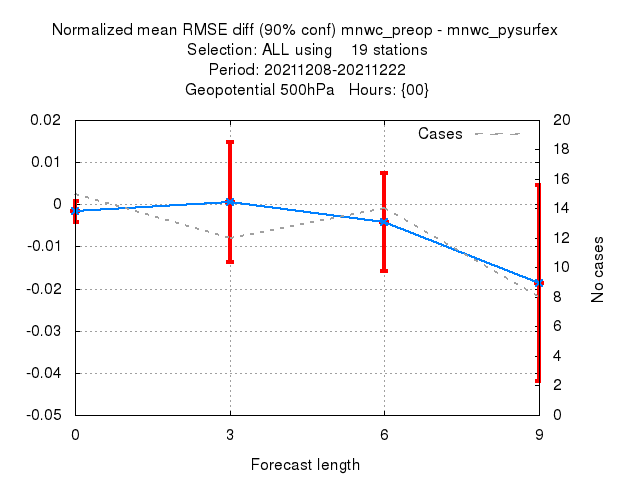 Normalized mean RMSE diff (90% conf) mnwc_preop - mnwc_pysurfex
Selection: ALL using 19 stations
Period: 20211208-20211222
Geopotential 500hPa Hours: {00}
Cases
0.02
0.01
0
-0.01
-0.02
-0.03
-0.04
-0.05
20
18
16
14
12
10
8
6
4
2
0
No cases
0 3 6 9
Forecast length